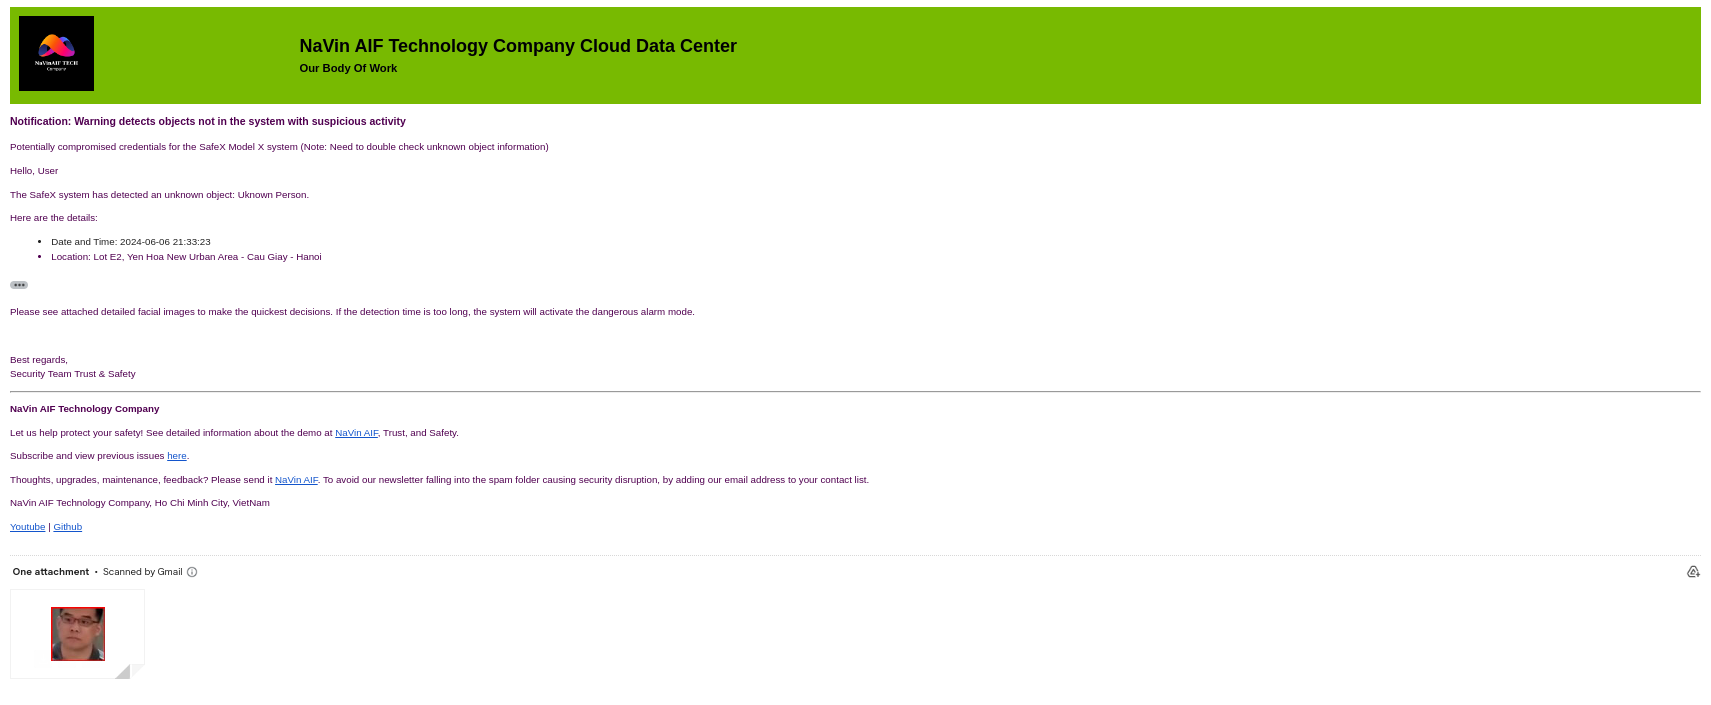 NaVinAIF TECH
Company
NaVin AIF Technology Company Cloud Data Center
Our Body Of Work
Notification: Warning detects objects not in the system with suspicious activity
Potentially compromised credentials for the SafeX Model X system (Note: Need to double check unknown object information)
Hello, User
The SafeX system has detected an unknown object: Uknown Person.
Here are the details:
• Date and Time: 2024-06-06 21:33:23
• Location: Lot E2, Yen Hoa New Urban Area - Cau Giay - Hanoi
Please see attached detailed facial images to make the quickest decisions. If the detection time is too long, the system will activate the dangerous alarm mode.
Best regards,
Security Team Trust & Safety
NaVin AIF Technology Company
Let us help protect your safety! See detailed information about the demo at NaVin AIF, Trust, and Safety.
Subscribe and view previous issues here.
Thoughts, upgrades, maintenance, feedback? Please send it NaVin AIF. To avoid our newsletter falling into the spam folder causing security disruption, by adding our email address to your contact list.
NaVin AIF Technology Company, Ho Chi Minh City, VietNam
Youtube | Github
One attachment • Scanned by Gmail